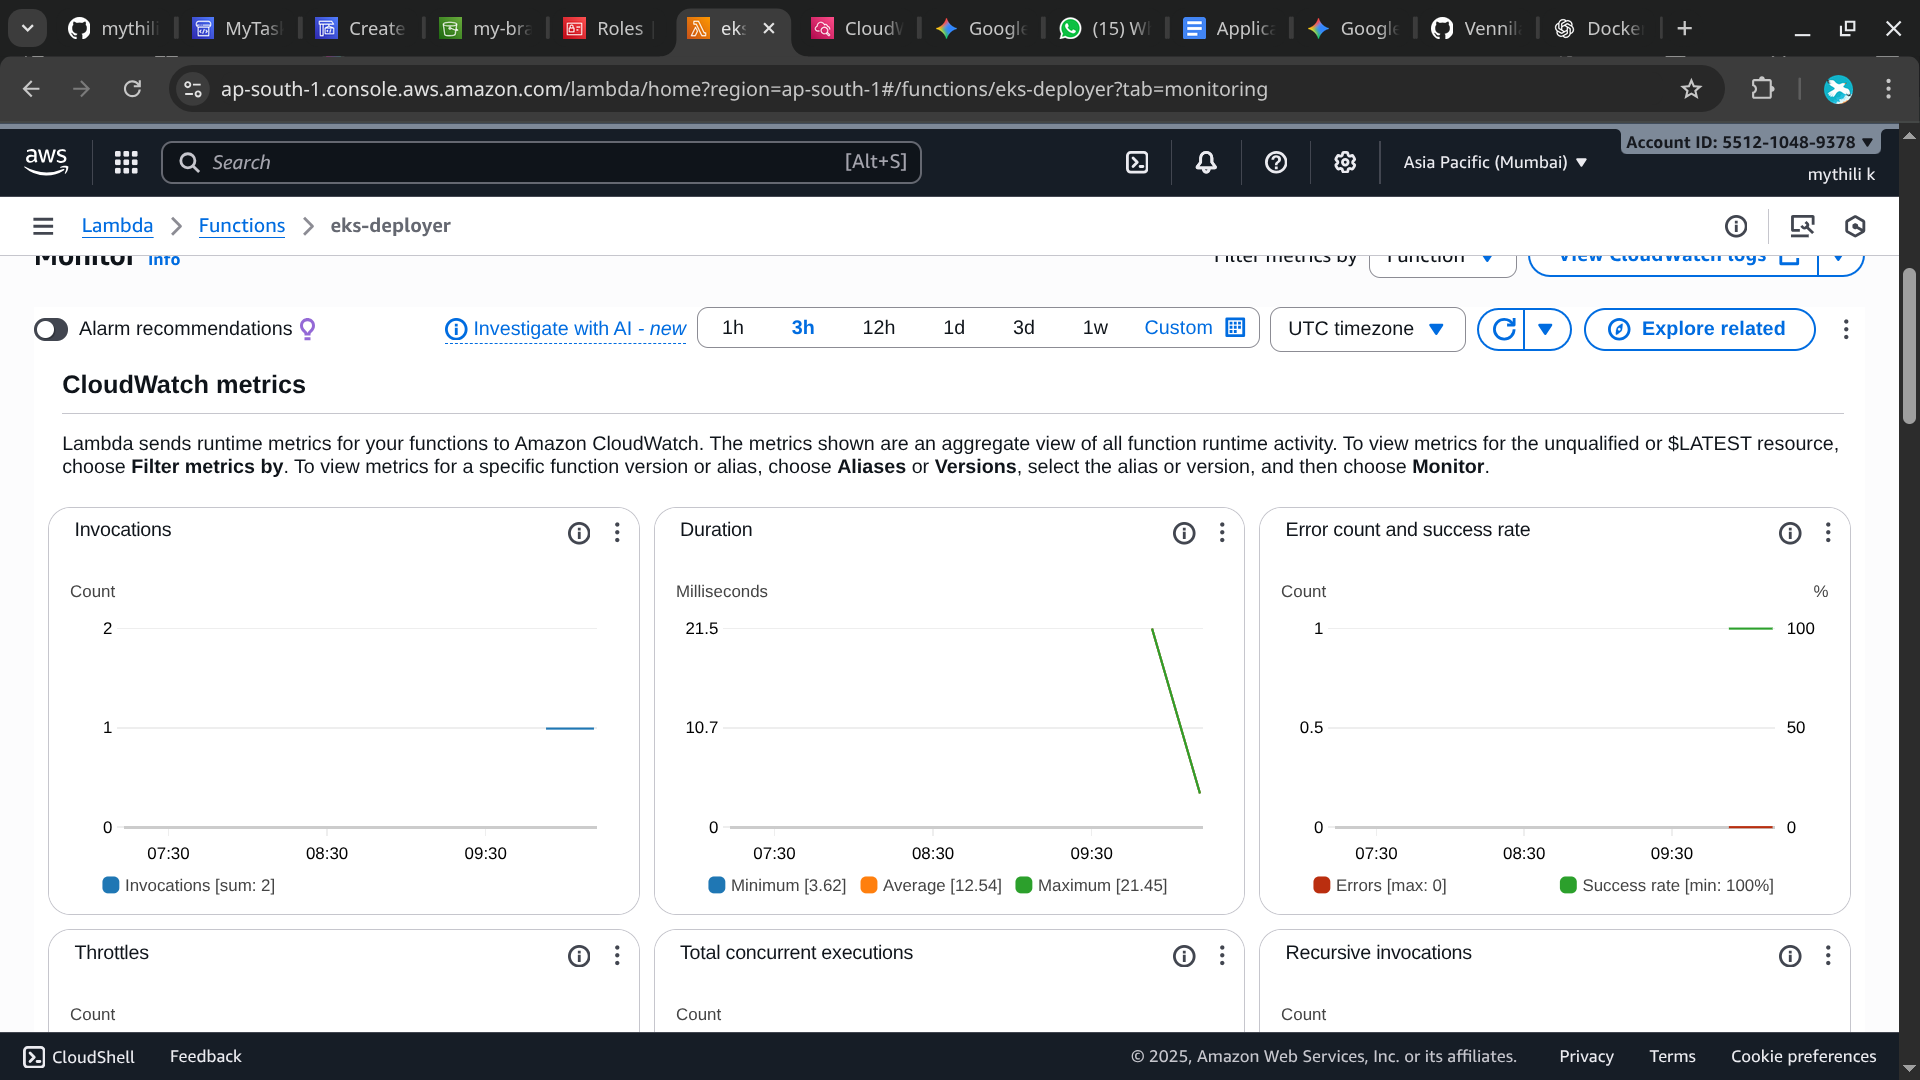 mythili
MyTas
Create
my-bra
Roles
eks
CloudW
Google
(15) W
Applica
Google
Vennila
Docker
ap-south-1.console.aws.amazon.com/lambda/home?region=ap-south-1#/functions/eks-deployer?tab=monitoring
aws
Search
[Alt+S]
Asia Pacific (Mumbai)
Account ID: 5512-1048-9378
mythili k
Lambda
Functions
eks-deployer
Monitor Info
Filter metrics by
Function
View CloudWatch logs
Alarm recommendations
Investigate with AI - new
1h
3h
12h
1d
3d
1w
Custom
UTC timezone
Explore related
CloudWatch metrics
Lambda sends runtime metrics for your functions to Amazon CloudWatch. The metrics shown are an aggregate view of all function runtime activity. To view metrics for the unqualified or $LATEST resource,
choose Filter metrics by. To view metrics for a specific function version or alias, choose Aliases or Versions, select the alias or version, and then choose Monitor.
Invocations
Count
2
1
0
07:30
08:30
09:30
Invocations [sum: 2]
Duration
Milliseconds
21.5
10.7
0
07:30
08:30
09:30
Minimum [3.62]
Average [12.54]
Maximum [21.45]
Error count and success rate
Count
%
1
100
0.5
50
0
0
07:30
08:30
09:30
Errors [max: 0]
Success rate [min: 100%]
Throttles
Count
Total concurrent executions
Count
Recursive invocations
Count
CloudShell
Feedback
© 2025, Amazon Web Services, Inc. or its affiliates.
Privacy
Terms
Cookie preferences